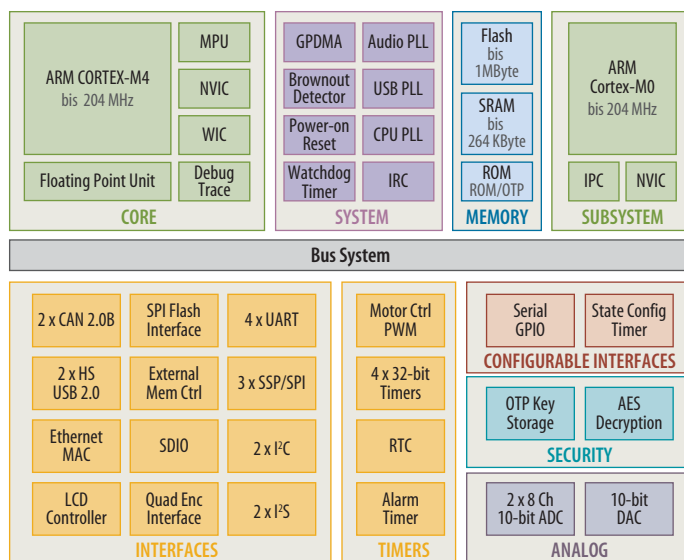 ARM CORTEX-M4
bis 204 MHz
MPU
NVIC
WIC
Floating Point Unit
Debug
Trace
CORE
GPDMA
Audio PLL
Brownout
Detector
USB PLL
Power-on
Reset
CPU PLL
Watchdog
Timer
IRC
SYSTEM
Flash
bis
1MByte
SRAM
bis
264 KByte
ROM
ROM/OTP
MEMORY
ARM
Cortex-M0
bis 204 MHz
IPC
NVIC
SUBSYSTEM
Bus System
2 x CAN 2.0B
SPI Flash
Interface
4 x UART
2 x HS
USB 2.0
External
Mem Ctrl
3 x SSP/SPI
Ethernet
MAC
SDIO
2 x I²C
LCD
Controller
Quad Enc
Interface
2 x I²S
INTERFACES
Motor Ctrl
PWM
4 x 32-bit
Timers
RTC
Alarm
Timer
TIMERS
Serial
GPIO
State Config
Timer
CONFIGURABLE INTERFACES
OTP Key
Storage
AES
Decryption
SECURITY
2 x 8 Ch
10-bit ADC
10-bit
DAC
ANALOG